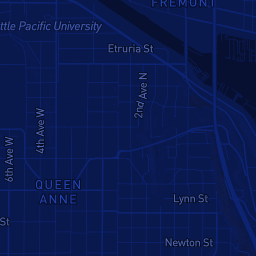 FREMONT
ttle Pacific University
Etruria St
2nd Ave N
4th Ave W
6th Ave W
QUEEN
ANNE
Lynn St
St
Newton St